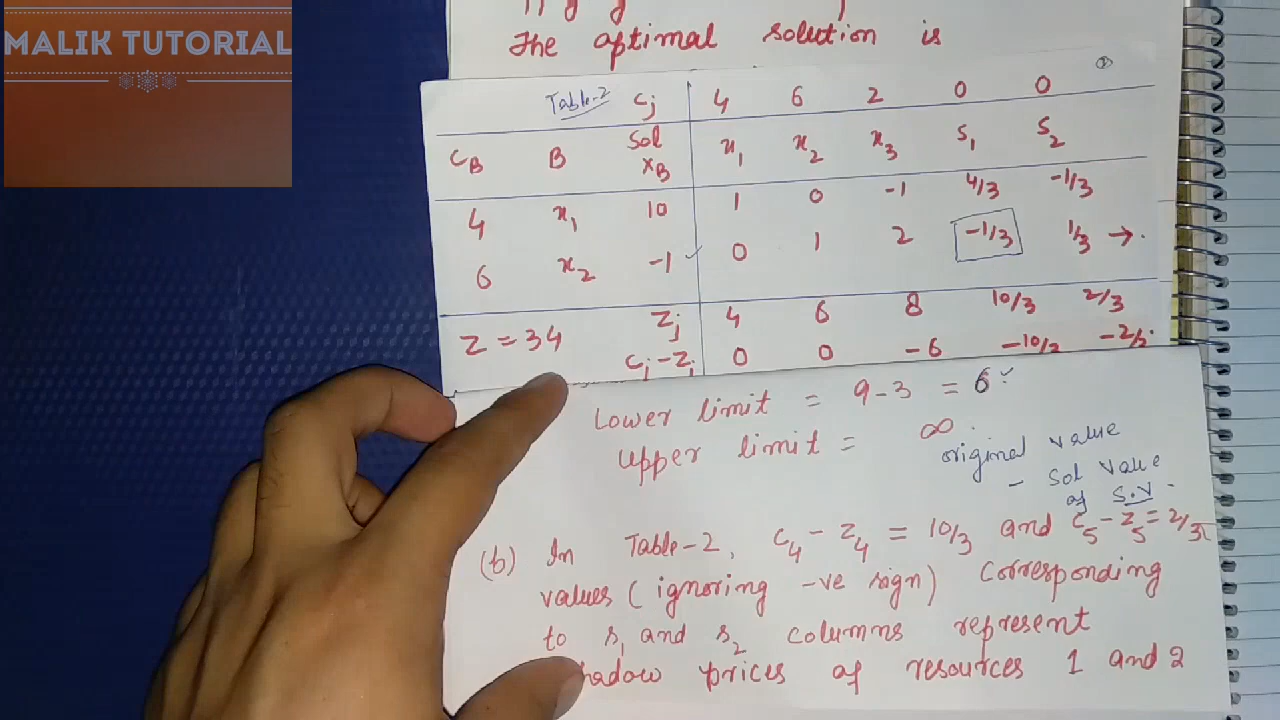 MALIK TUTORIAL
The optimal solution is
Table-2 Cj 4 6 2 0 0 ②
CB B Sol XB x1 x2 x3 S1 S2
4 x1 10 1 0 -1 4/3 -1/3
6 x2 -1 0 1 2 -1/3 1/3 →
Z = 34 Zj 4 6 8 10/3 2/3
Cj - Zj 0 0 -6 -10/3
Lower limit = 9-3 = 6
Upper limit = ∞
original value
- Sol value
of S.V.
(b) In Table-2, C4 - Z4 = 10/3 and C5 - Z5 = 2/3
values (ignoring -ve sign) Corresponding
to s1 and s2 columns represent
prices of resources 1 and 2